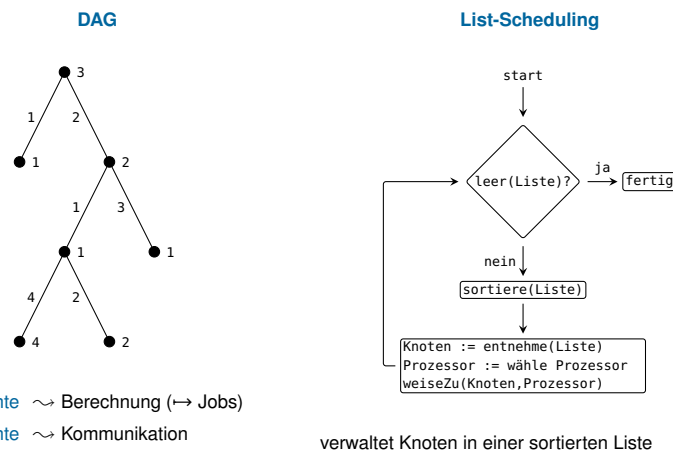 DAG
3
1 2
1 2
1 3
1 1
4 2
4 2
nte ⤳ Berechnung (↦ Jobs)
nte ⤳ Kommunikation
List-Scheduling
start
leer(Liste)?
ja
fertig
nein
sortiere(Liste)
Knoten := entnehme(Liste)
Prozessor := wähle Prozessor
weiseZu(Knoten,Prozessor)
verwaltet Knoten in einer sortierten Liste